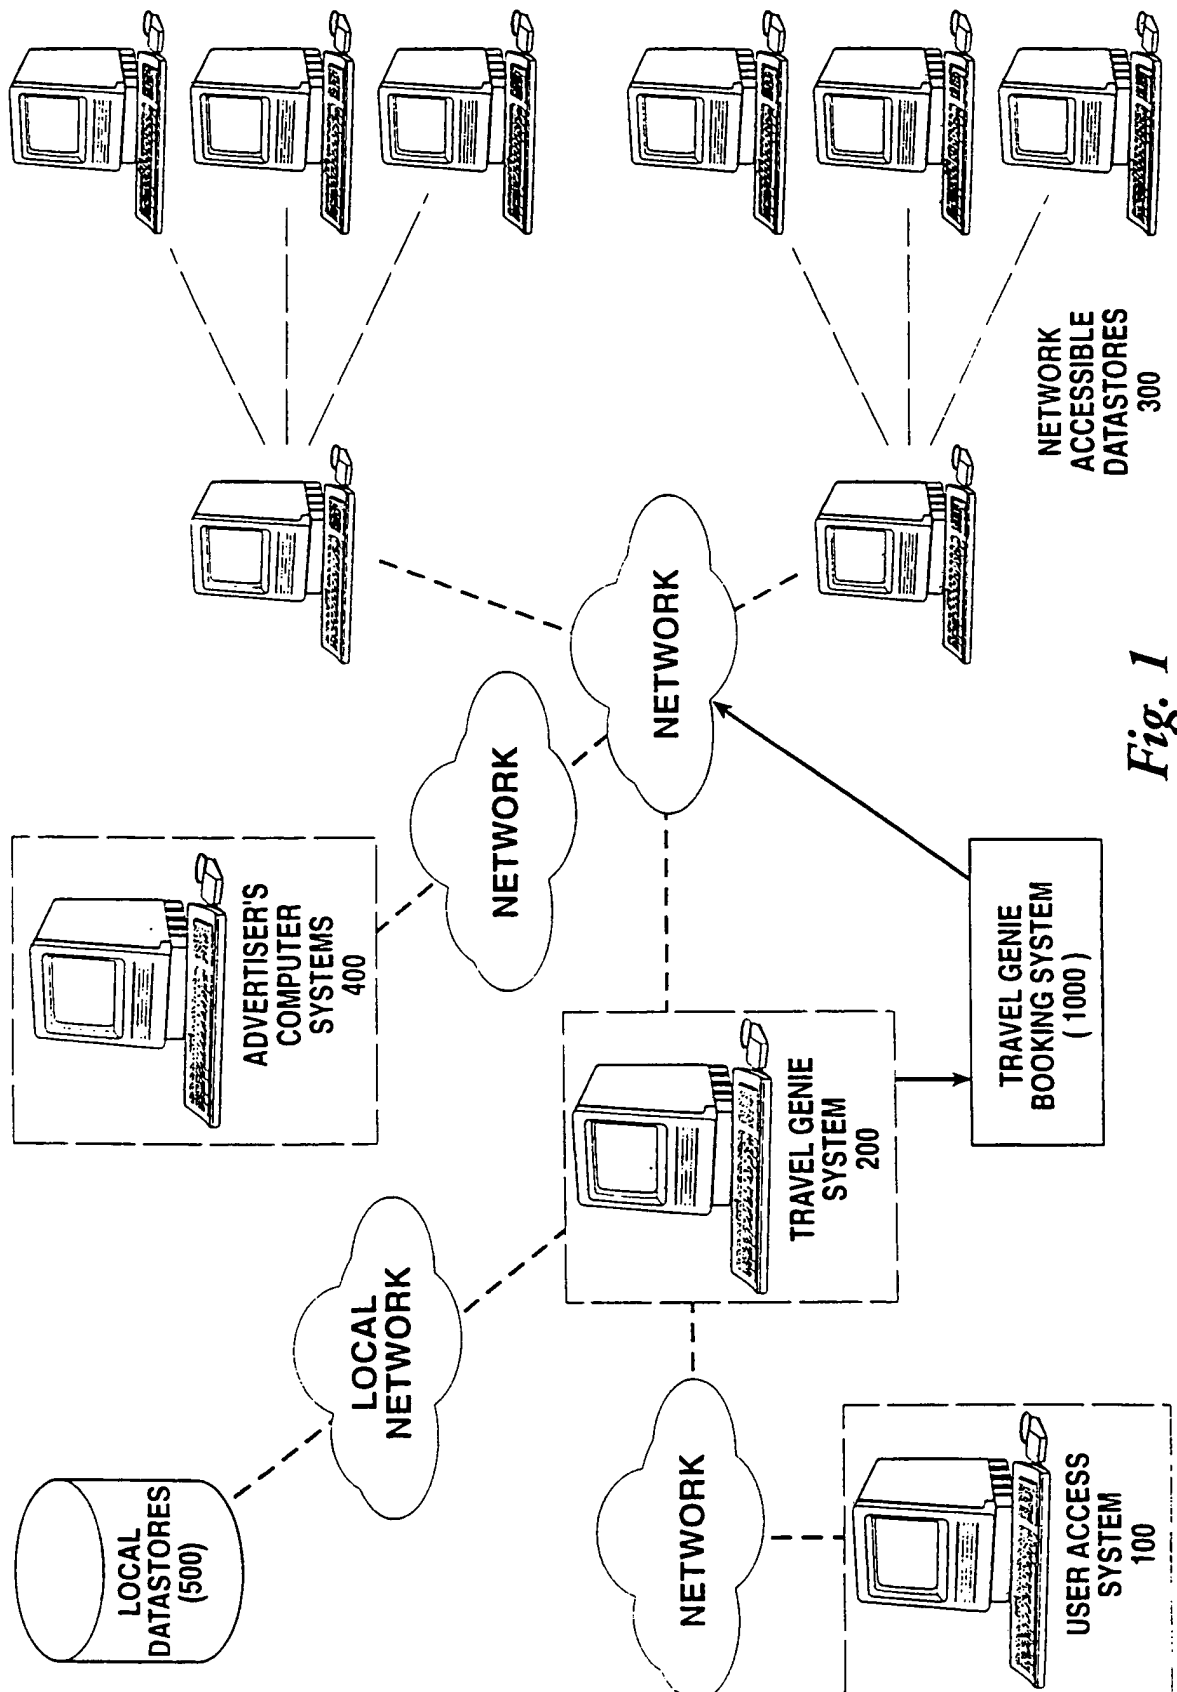 LOCAL
DATASTORES
(500)
LOCAL
NETWORK
ADVERTISER'S
COMPUTER
SYSTEMS
400
NETWORK
NETWORK
TRAVEL GENIE
SYSTEM
200
NETWORK
USER ACCESS
SYSTEM
100
TRAVEL GENIE
BOOKING SYSTEM
(1000)
NETWORK
ACCESSIBLE
DATASTORES
300
Fig. 1